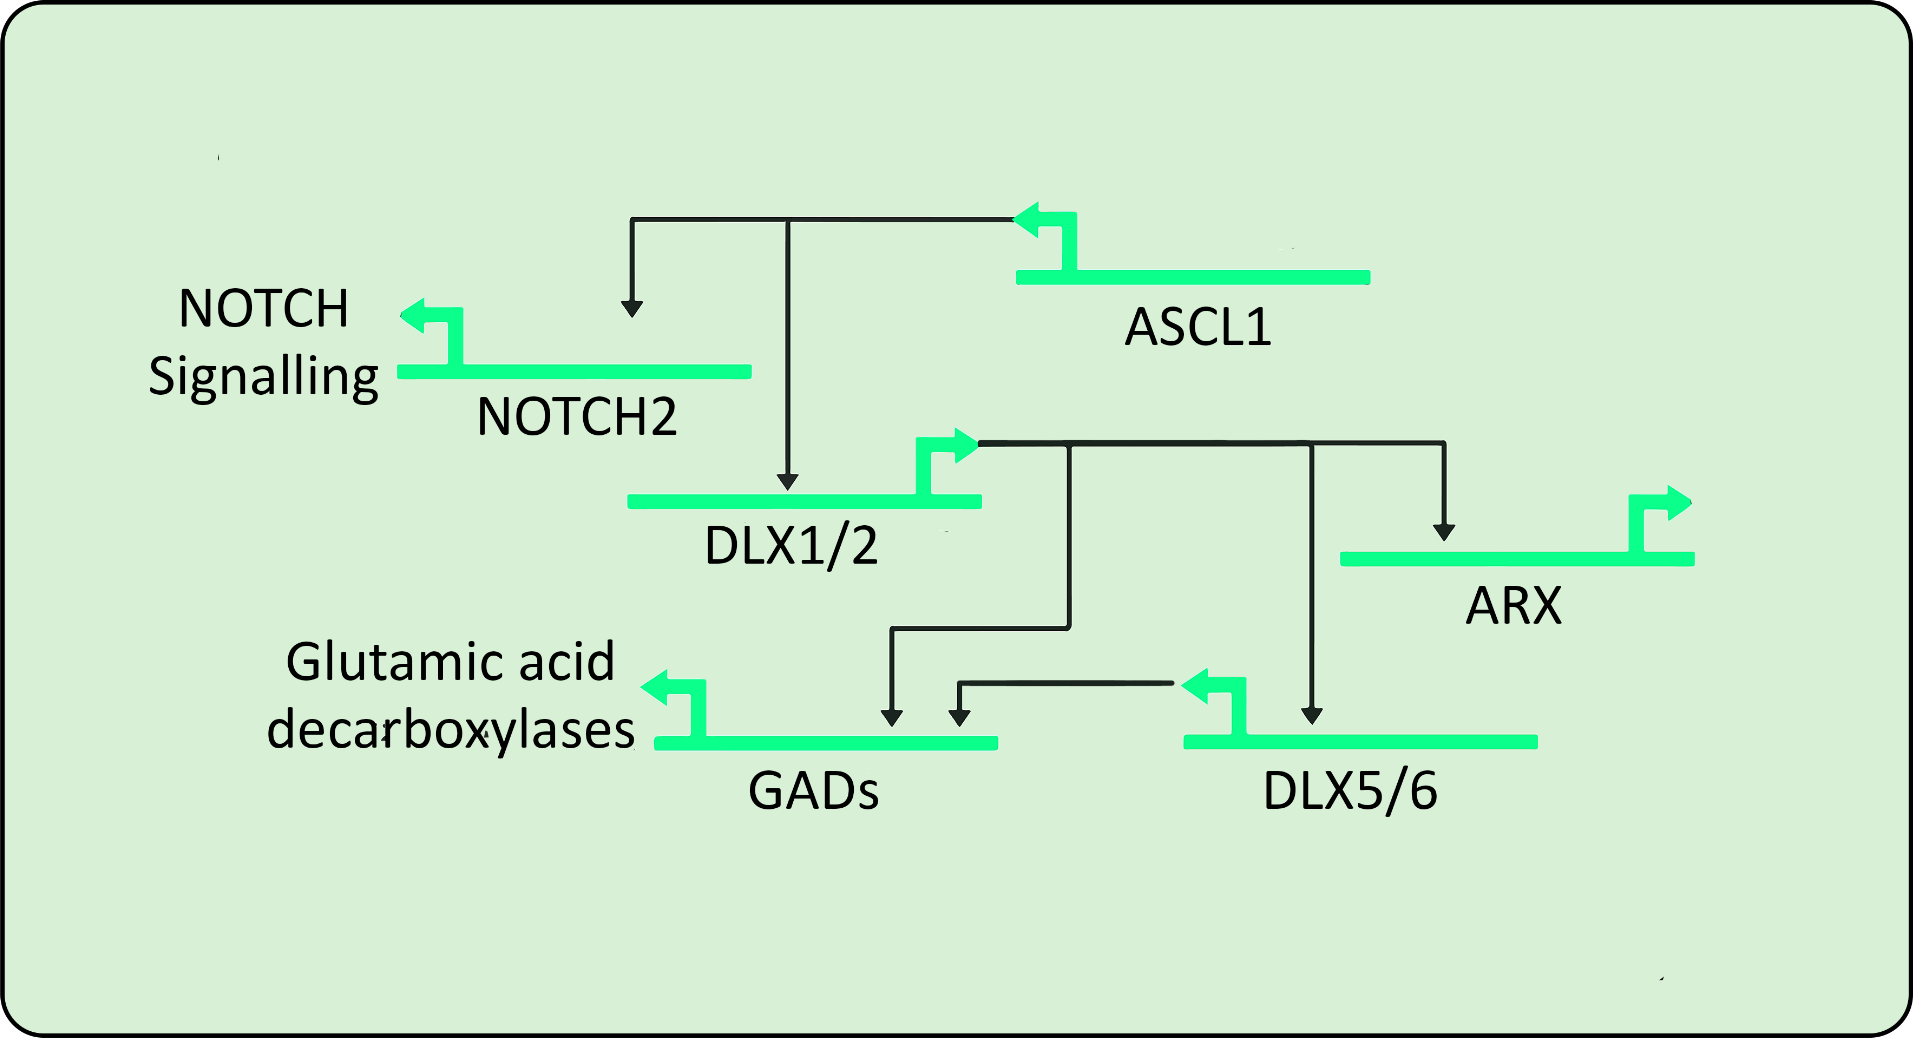 ASCL1
NOTCH
Signalling
NOTCH2
DLX1/2
ARX
Glutamic acid
decarboxylases
GADs
DLX5/6